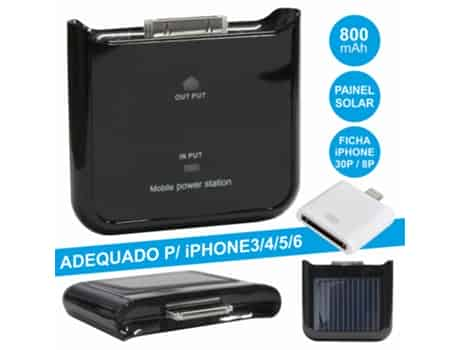 800
mAh
OUT PUT
PAINEL
SOLAR
IN PUT
Mobile power station
FICHA
iPHONE
30P / 8P
ADEQUADO P/ iPHONE3/4/5/6